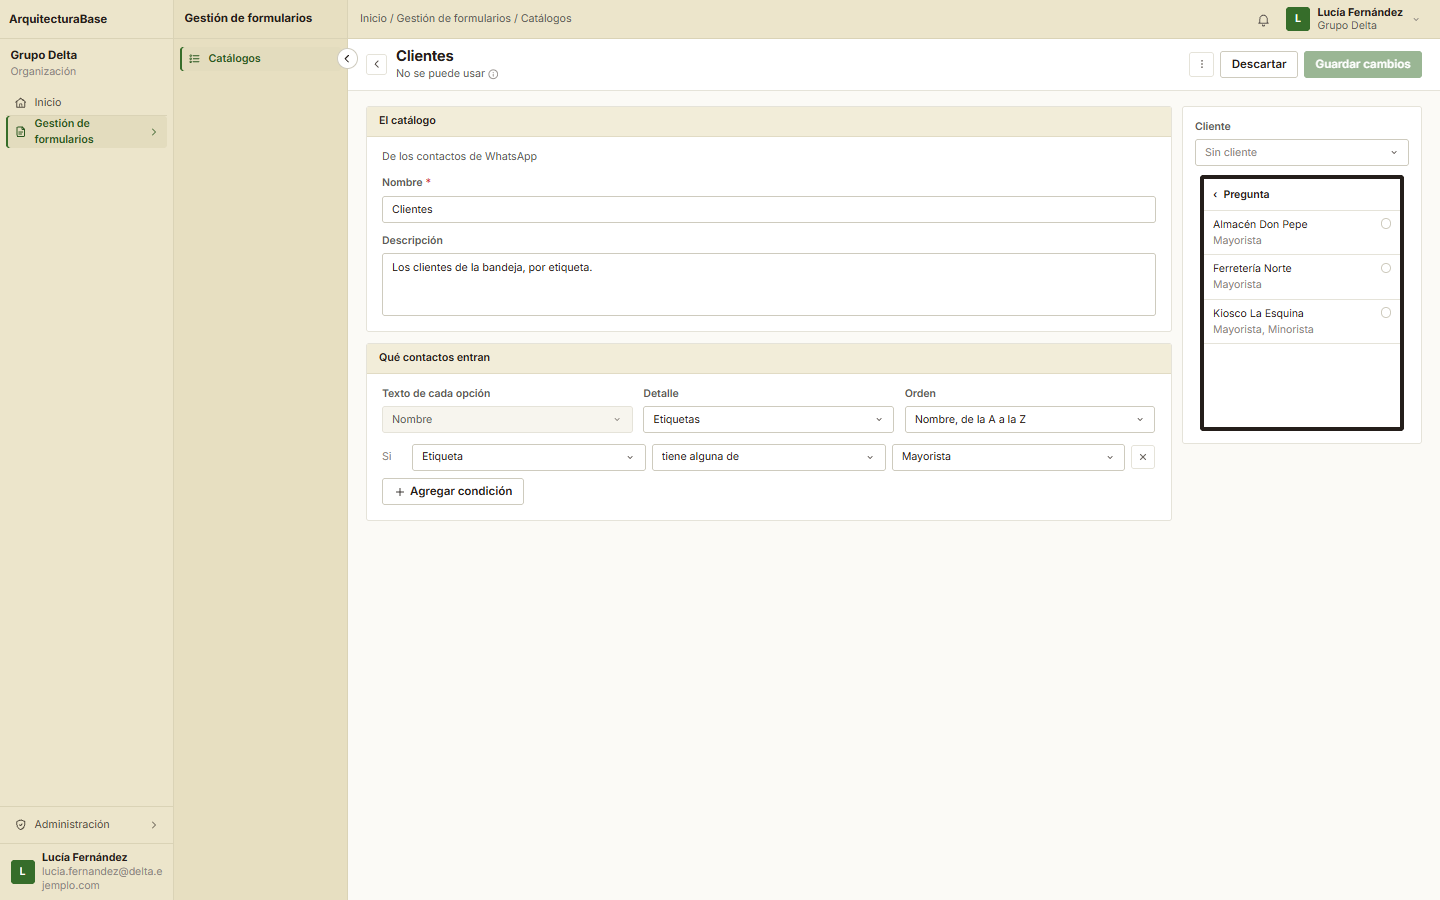 ArquitecturaBase
Grupo Delta
Organización
Inicio
Gestión de
formularios
Administración
L
Lucía Fernández
lucia.fernandez@delta.e
jemplo.com
Gestión de formularios
Catálogos
Inicio / Gestión de formularios / Catálogos
L
Lucía Fernández
Grupo Delta
Clientes
No se puede usar
Descartar
Guardar cambios
El catálogo
De los contactos de WhatsApp
Nombre *
Clientes
Descripción
Los clientes de la bandeja, por etiqueta.
Qué contactos entran
Texto de cada opción
Detalle
Orden
Nombre
Etiquetas
Nombre, de la A a la Z
Si
Etiqueta
tiene alguna de
Mayorista
Agregar condición
Cliente
Sin cliente
Pregunta
Almacén Don Pepe
Mayorista
Ferretería Norte
Mayorista
Kiosco La Esquina
Mayorista, Minorista